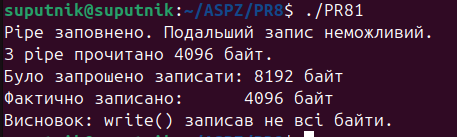 suputnik@suputnik:~/ASPZ/PR8$ ./PR81
Pipe заповнено. Подальший запис неможливий.
З pipe прочитано 4096 байт.
Було запрошено записати: 8192 байт
Фактично записано:       4096 байт
Висновок: write() записав не всі байти.